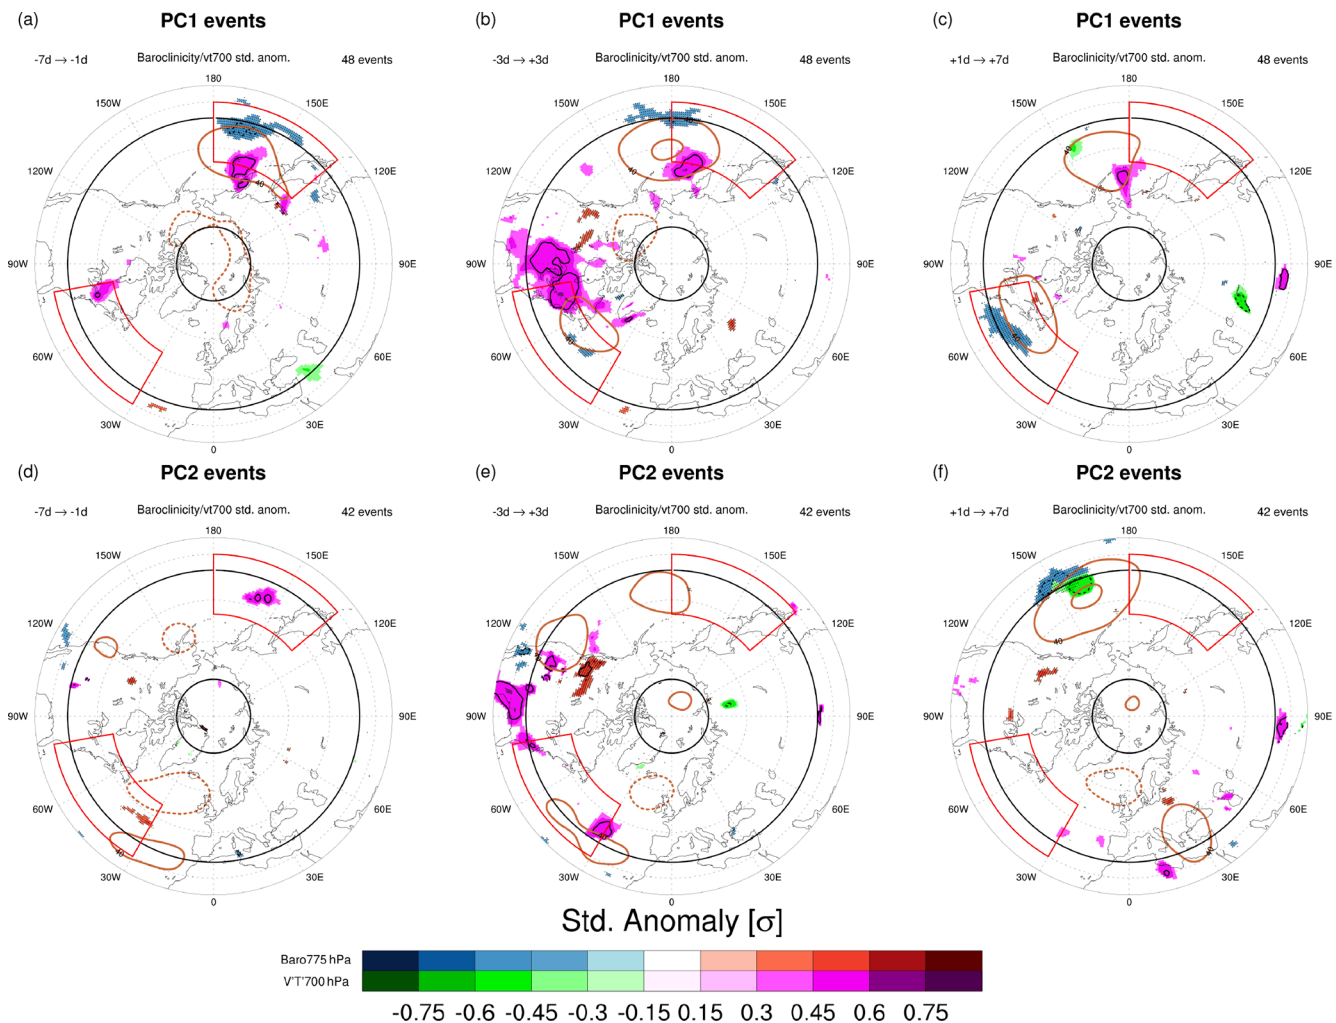 (a) PC1 events
-7d → -1d Baroclinicity/vt700 std. anom. 48 events
180
150W 150E
120W 120E
40
90W 90E
60W 60E
30W 30E
0
(b) PC1 events
-3d → +3d Baroclinicity/vt700 std. anom. 48 events
180
150W 150E
40
120W 120E
40
90W 90E
60W 60E
30W 30E
0
(c) PC1 events
+1d → +7d Baroclinicity/vt700 std. anom. 48 events
180
150W 150E
40
120W 120E
90W 90E
60W 60E
30W 30E
0
(d) PC2 events
-7d → -1d Baroclinicity/vt700 std. anom. 42 events
180
150W 150E
120W 120E
90W 90E
60W 60E
40
30W 30E
0
(e) PC2 events
-3d → +3d Baroclinicity/vt700 std. anom. 42 events
180
150W 150E
120W 120E
90W 90E
60W 60E
40
30W 30E
0
(f) PC2 events
+1d → +7d Baroclinicity/vt700 std. anom. 42 events
180
150W 150E
120W 120E
40
90W 90E
60W 60E
40
30W 30E
0
Std. Anomaly [σ]
Baro775 hPa
V'T'700 hPa
-0.75 -0.6 -0.45 -0.3 -0.15 0.15 0.3 0.45 0.6 0.75